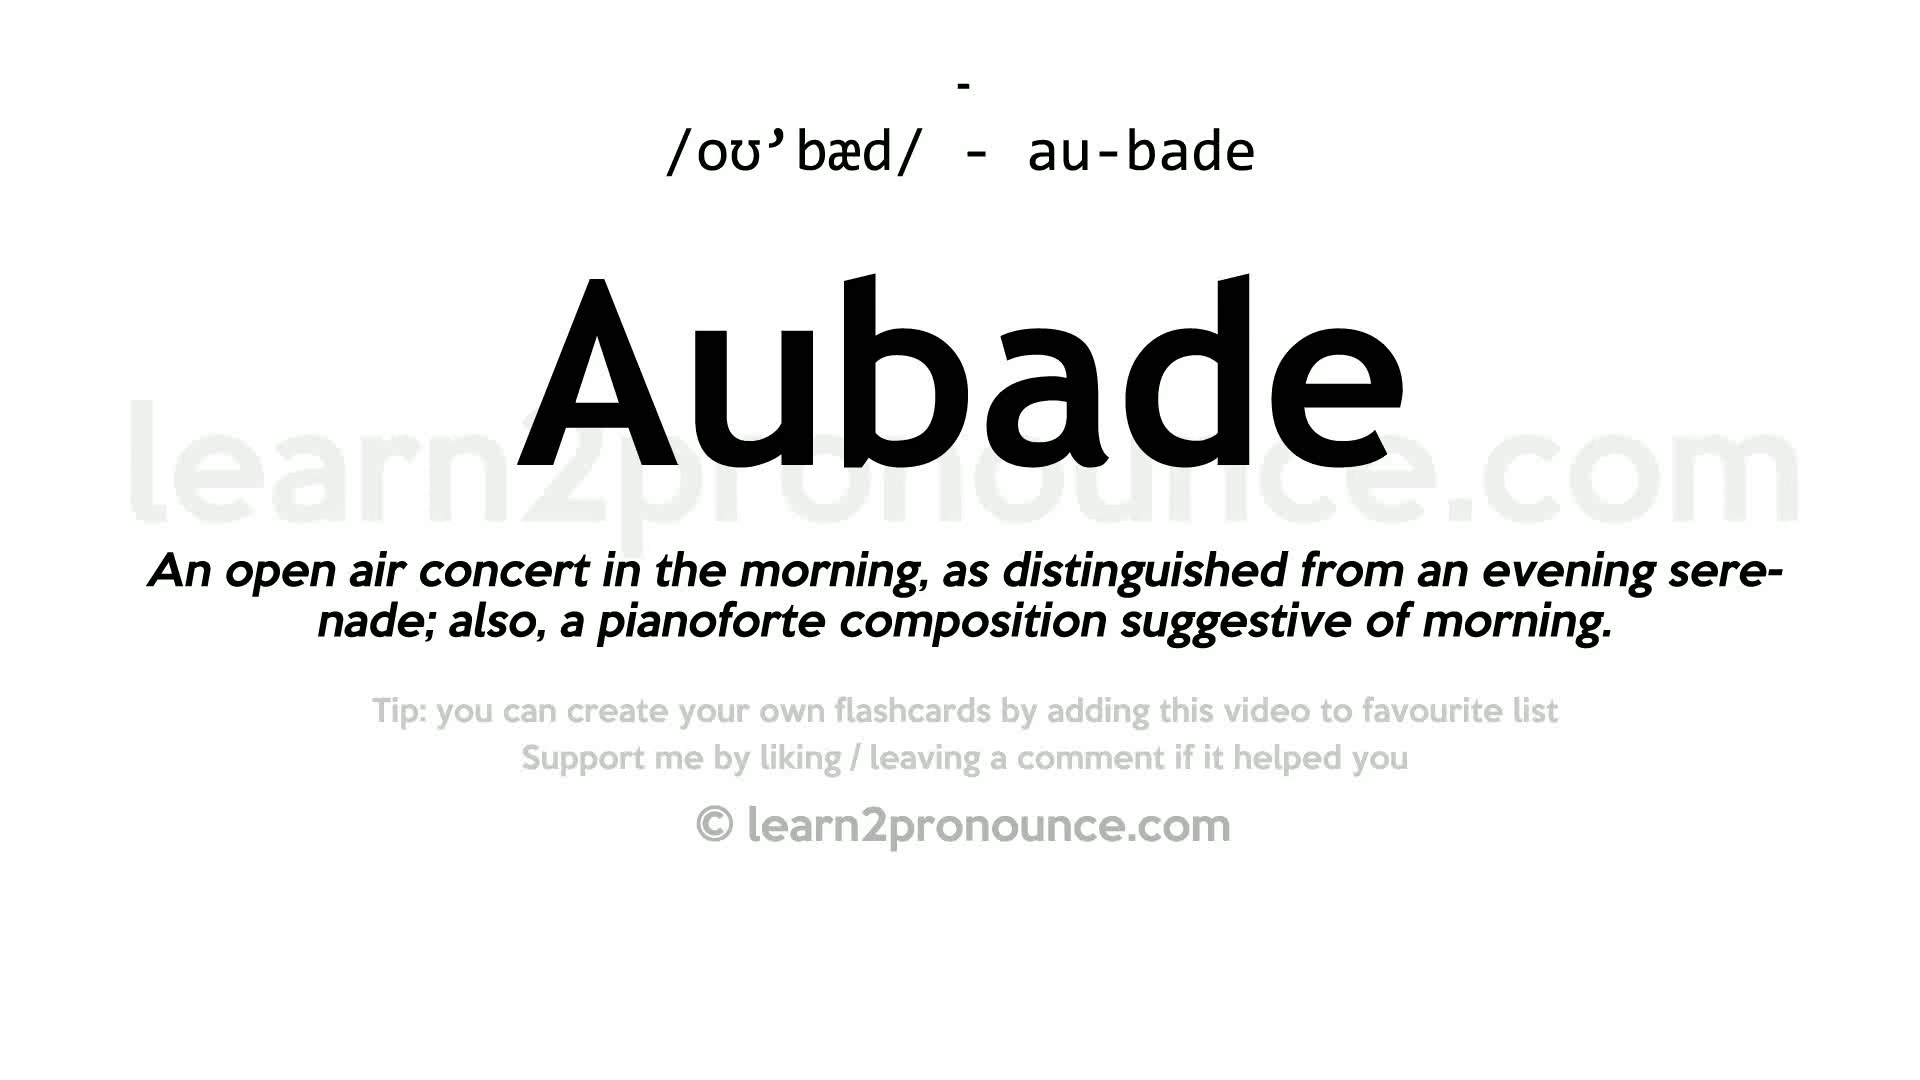 -
/oʊ’bæd/ - au-bade
Aubade
learn2pronounce.com
An open air concert in the morning, as distinguished from an evening sere-
nade; also, a pianoforte composition suggestive of morning.
Tip: you can create your own flashcards by adding this video to favourite list
Support me by liking / leaving a comment if it helped you
© learn2pronounce.com